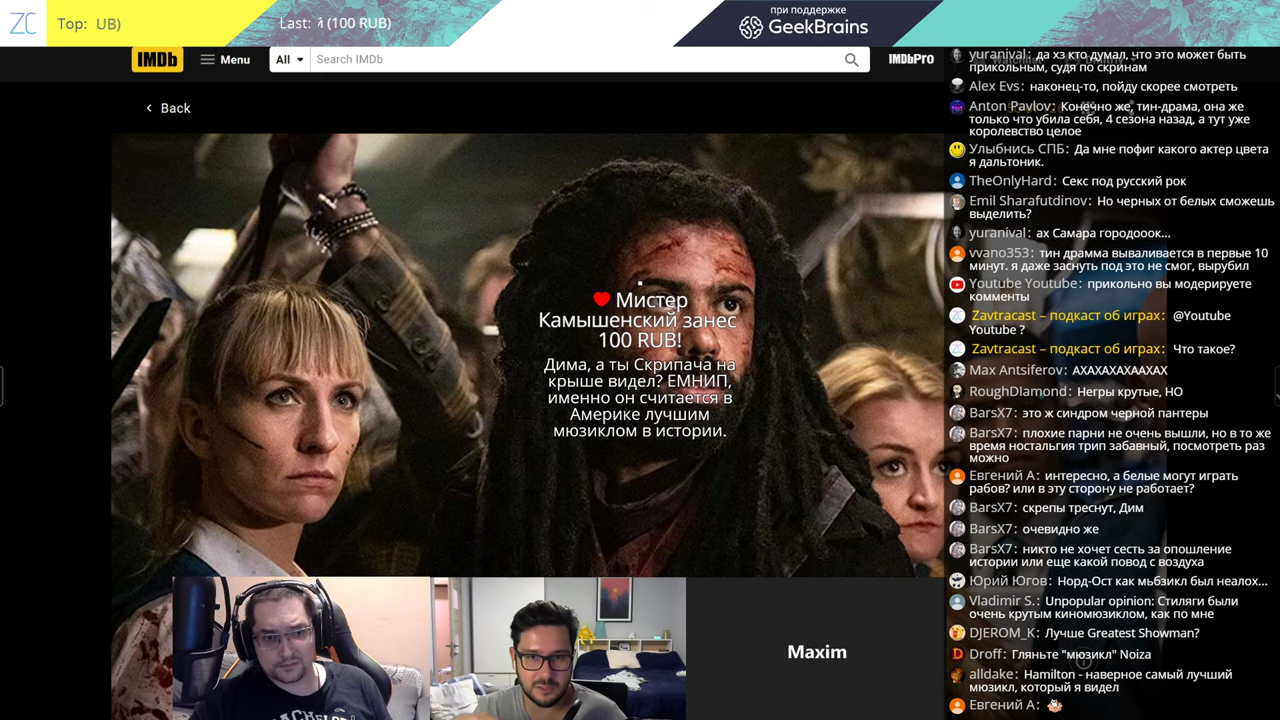 ZC
Top: UB)
Last: (100 RUB)
при поддержке
GeekBrains
IMDb
Menu
All
Search IMDb
IMDbPro
Back
Мистер
Камышенский занес
100 RUB!
Дима, а ты Скрипача на
крыше видел? ЕМНИП,
именно он считается в
Америке лучшим
мюзиклом в истории.
Maxim
yuranival: да хз кто думал, что это может быть
прикольным, судя по скринам
Alex Evs: наконец-то, пойду скорее смотреть
Anton Pavlov: Конечно же, тин-драма, она же
только что убила себя, 4 сезона назад, а тут уже
королевство целое
Улыбнись СПБ: Да мне пофиг какого актер цвета
я дальтоник.
TheOnlyHard: Секс под русский рок
Emil Sharafutdinov: Но черных от белых сможешь
выделить?
yuranival: ах Самара городооок...
vvano353: тин драмма вываливается в первые 10
минут. я даже заснуть под это не смог, вырубил
Youtube Youtube: прикольно вы модерируете
комменты
Zavtracast – подкаст об играх: @Youtube
Youtube ?
Zavtracast – подкаст об играх: Что такое?
Max Antsiferov: АХАХАХАХААХАХ
RoughDIamond: Негры крутые, НО
BarsX7: это ж синдром черной пантеры
BarsX7: плохие парни не очень вышли, но в то же
время ностальгия трип забавный, посмотреть раз
можно
Евгений А: интересно, а белые могут играть
рабов? или в эту сторону не работает?
BarsX7: скрепы треснут, Дим
BarsX7: очевидно же
BarsX7: никто не хочет сесть за опошление
истории или еще какой повод с воздуха
Юрий Югов: Норд-Ост как мьбзикл был неалох...
Vladimir S.: Unpopular opinion: Стиляги были
очень крутым киномюзиклом, как по мне
DJEROM_K: Лучше Greatest Showman?
Droff: Гляньте "мюзикл" Noiza
alldake: Hamilton - наверное самый лучший
мюзикл, который я видел
Евгений А: